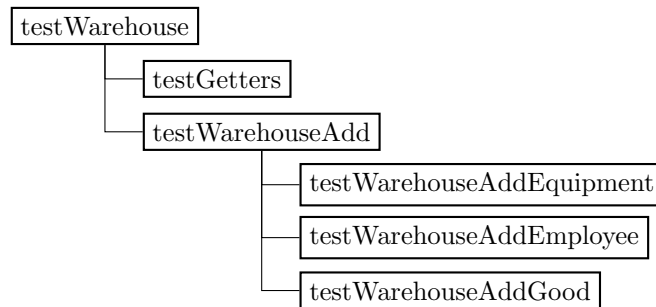 testWarehouse
testGetters
testWarehouseAdd
testWarehouseAddEquipment
testWarehouseAddEmployee
testWarehouseAddGood